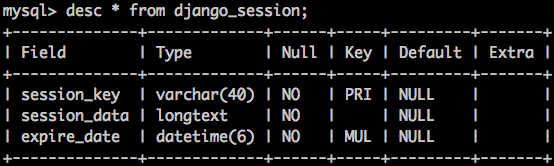 mysql> desc * from django_session;
+--------------+-------------+------+-----+---------+-------+
| Field        | Type        | Null | Key | Default | Extra |
+--------------+-------------+------+-----+---------+-------+
| session_key  | varchar(40) | NO   | PRI | NULL    |       |
| session_data | longtext    | NO   |     | NULL    |       |
| expire_date  | datetime(6) | NO   | MUL | NULL    |       |
+--------------+-------------+------+-----+---------+-------+